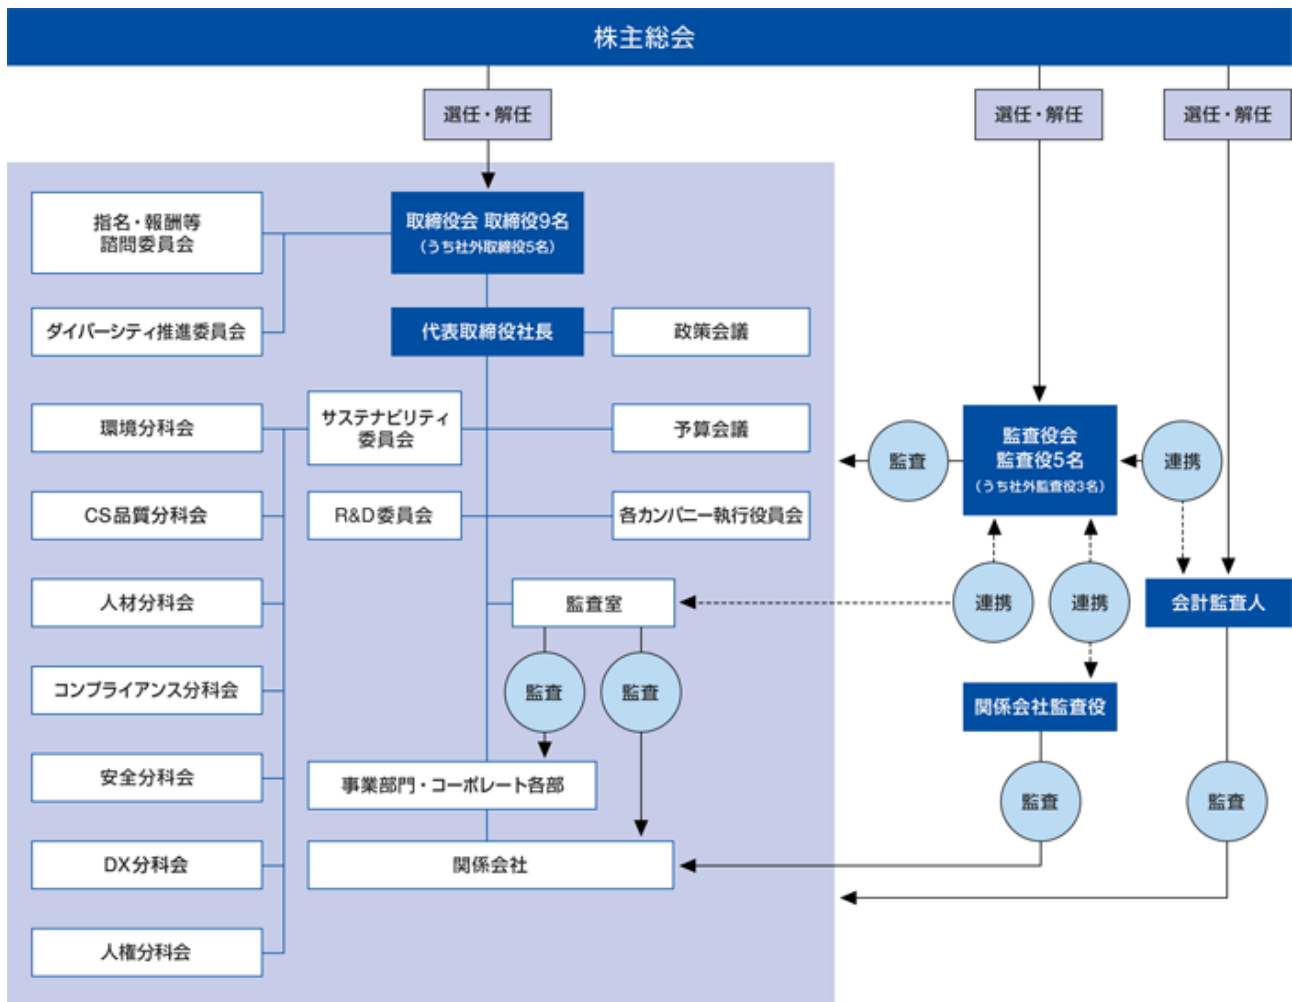 株主総会
選任・解任
選任・解任
選任・解任
指名・報酬等
諮問委員会
取締役会 取締役9名
(うち社外取締役5名)
ダイバーシティ推進委員会
代表取締役社長
政策会議
環境分科会
サステナビリティ
委員会
予算会議
監査
監査役会
監査役5名
(うち社外監査役3名)
連携
CS品質分科会
R&D委員会
各カンパニー執行役員会
人材分科会
監査室
連携
連携
会計監査人
コンプライアンス分科会
監査
監査
関係会社監査役
安全分科会
事業部門・コーポレート各部
監査
監査
DX分科会
関係会社
人権分科会